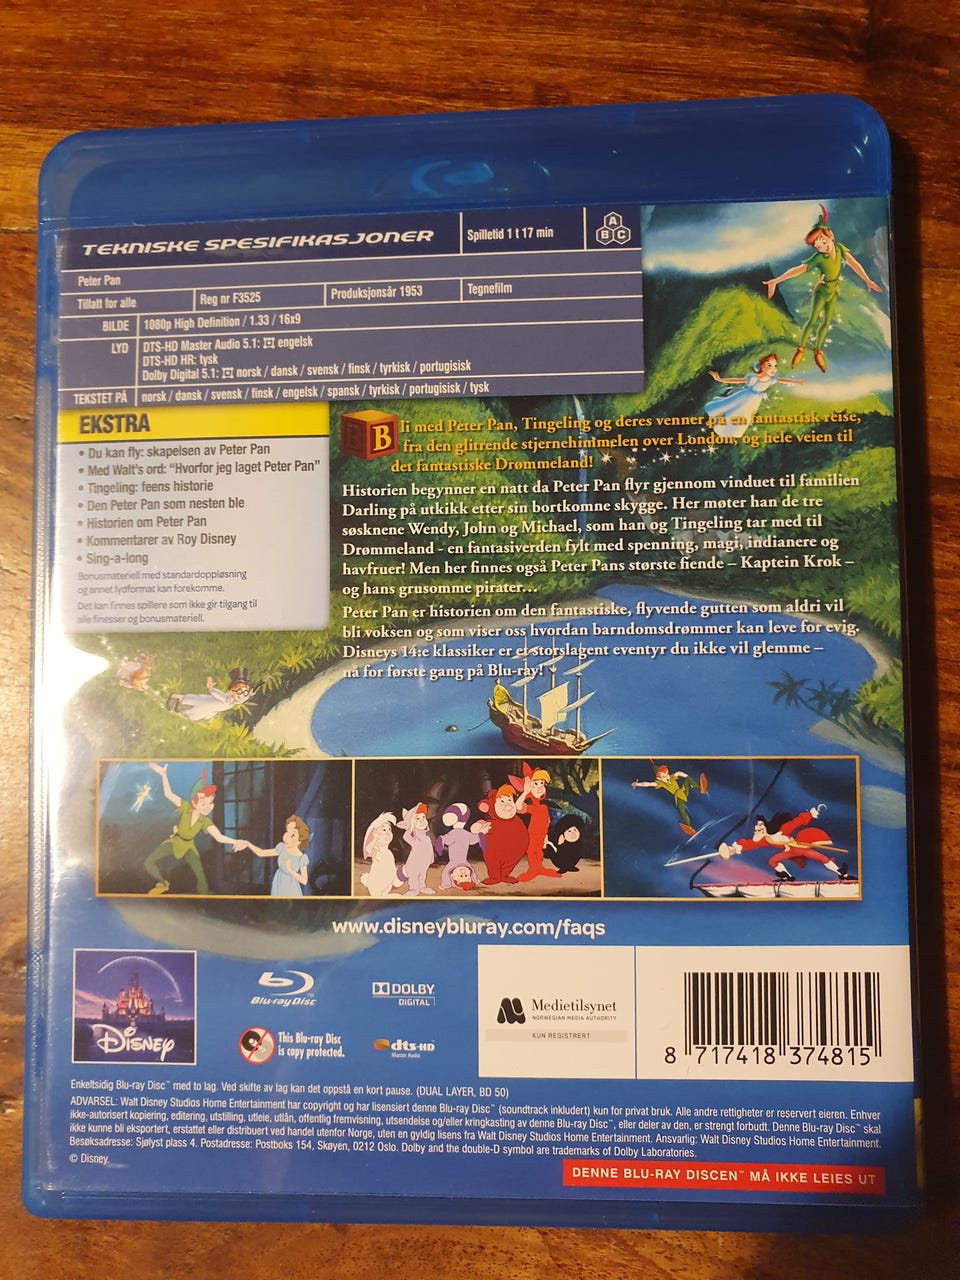 TEKNISKE SPESIFIKASJONER
Spilletid 1 t 17 min
A
B C
Peter Pan
Tillatt for alle
Reg nr F3525
Produksjonsår 1953
Tegnefilm
BILDE
1080p High Definition / 1.33 / 16x9
LYD
DTS-HD Master Audio 5.1: engelsk
DTS-HD HR: tysk
Dolby Digital 5.1: norsk / dansk / svensk / finsk / tyrkisk / portugisisk
TEKSTET PÅ
norsk / dansk / svensk / finsk / engelsk / spansk / tyrkisk / portugisisk / tysk
EKSTRA
• Du kan fly: skapelsen av Peter Pan
• Med Walt's ord: "Hvorfor jeg laget Peter Pan"
• Tingeling: feens historie
• Den Peter Pan som nesten ble
• Historien om Peter Pan
• Kommentarer av Roy Disney
• Sing-a-long
Bonusmateriell med standardoppløsning
og annet lydformat kan forekomme.
Det kan finnes spillere som ikke gir tilgang til
alle finesser og bonusmateriell.
Bli med Peter Pan, Tingeling og deres venner på en fantastisk reise,
fra den glitrende stjernehimmelen over London, og hele veien til
det fantastiske Drømmeland!
Historien begynner en natt da Peter Pan flyr gjennom vinduet til familien
Darling på utkikk etter sin bortkomne skygge. Her møter han de tre
søsknene Wendy, John og Michael, som han og Tingeling tar med til
Drømmeland - en fantasiverden fylt med spenning, magi, indianere og
havfruer! Men her finnes også Peter Pans største fiende – Kaptein Krok –
og hans grusomme pirater...
Peter Pan er historien om den fantastiske, flyvende gutten som aldri vil
bli voksen og som viser oss hvordan barndomsdrømmer kan leve for evig.
Disneys 14:e klassiker er et storslagent eventyr du ikke vil glemme –
nå for første gang på Blu-ray!
www.disneybluray.com/faqs
Disney
Blu-ray Disc™
This Blu-ray Disc
is copy protected.
DOLBY
DIGITAL
dts-HD
Master Audio
Medietilsynet
NORWEGIAN MEDIA AUTHORITY
KUN REGISTRERT
8 717418 374815
Enkeltsidig Blu-ray Disc™ med to lag. Ved skifte av lag kan det oppstå en kort pause. (DUAL LAYER, BD 50)
ADVARSEL: Walt Disney Studios Home Entertainment har copyright og har lisensiert denne Blu-ray Disc™ (soundtrack inkludert) kun for privat bruk. Alle andre rettigheter er reservert eieren. Enhver
ikke-autorisert kopiering, editering, utstilling, utleie, utlån, offentlig fremvisning, utsendelse og/eller kringkasting av denne Blu-ray Disc™, eller deler av den, er strengt forbudt. Denne Blu-ray Disc™ skal
ikke kunne bli eksportert, erstattet eller distribuert ved handel utenfor Norge, uten en gyldig lisens fra Walt Disney Studios Home Entertainment. Ansvarlig: Walt Disney Studios Home Entertainment.
Besøksadresse: Sjølyst plass 4. Postadresse: Postboks 154, Skøyen, 0212 Oslo. Dolby and the double-D symbol are trademarks of Dolby Laboratories.
© Disney.
DENNE BLU-RAY DISCEN™ MÅ IKKE LEIES UT